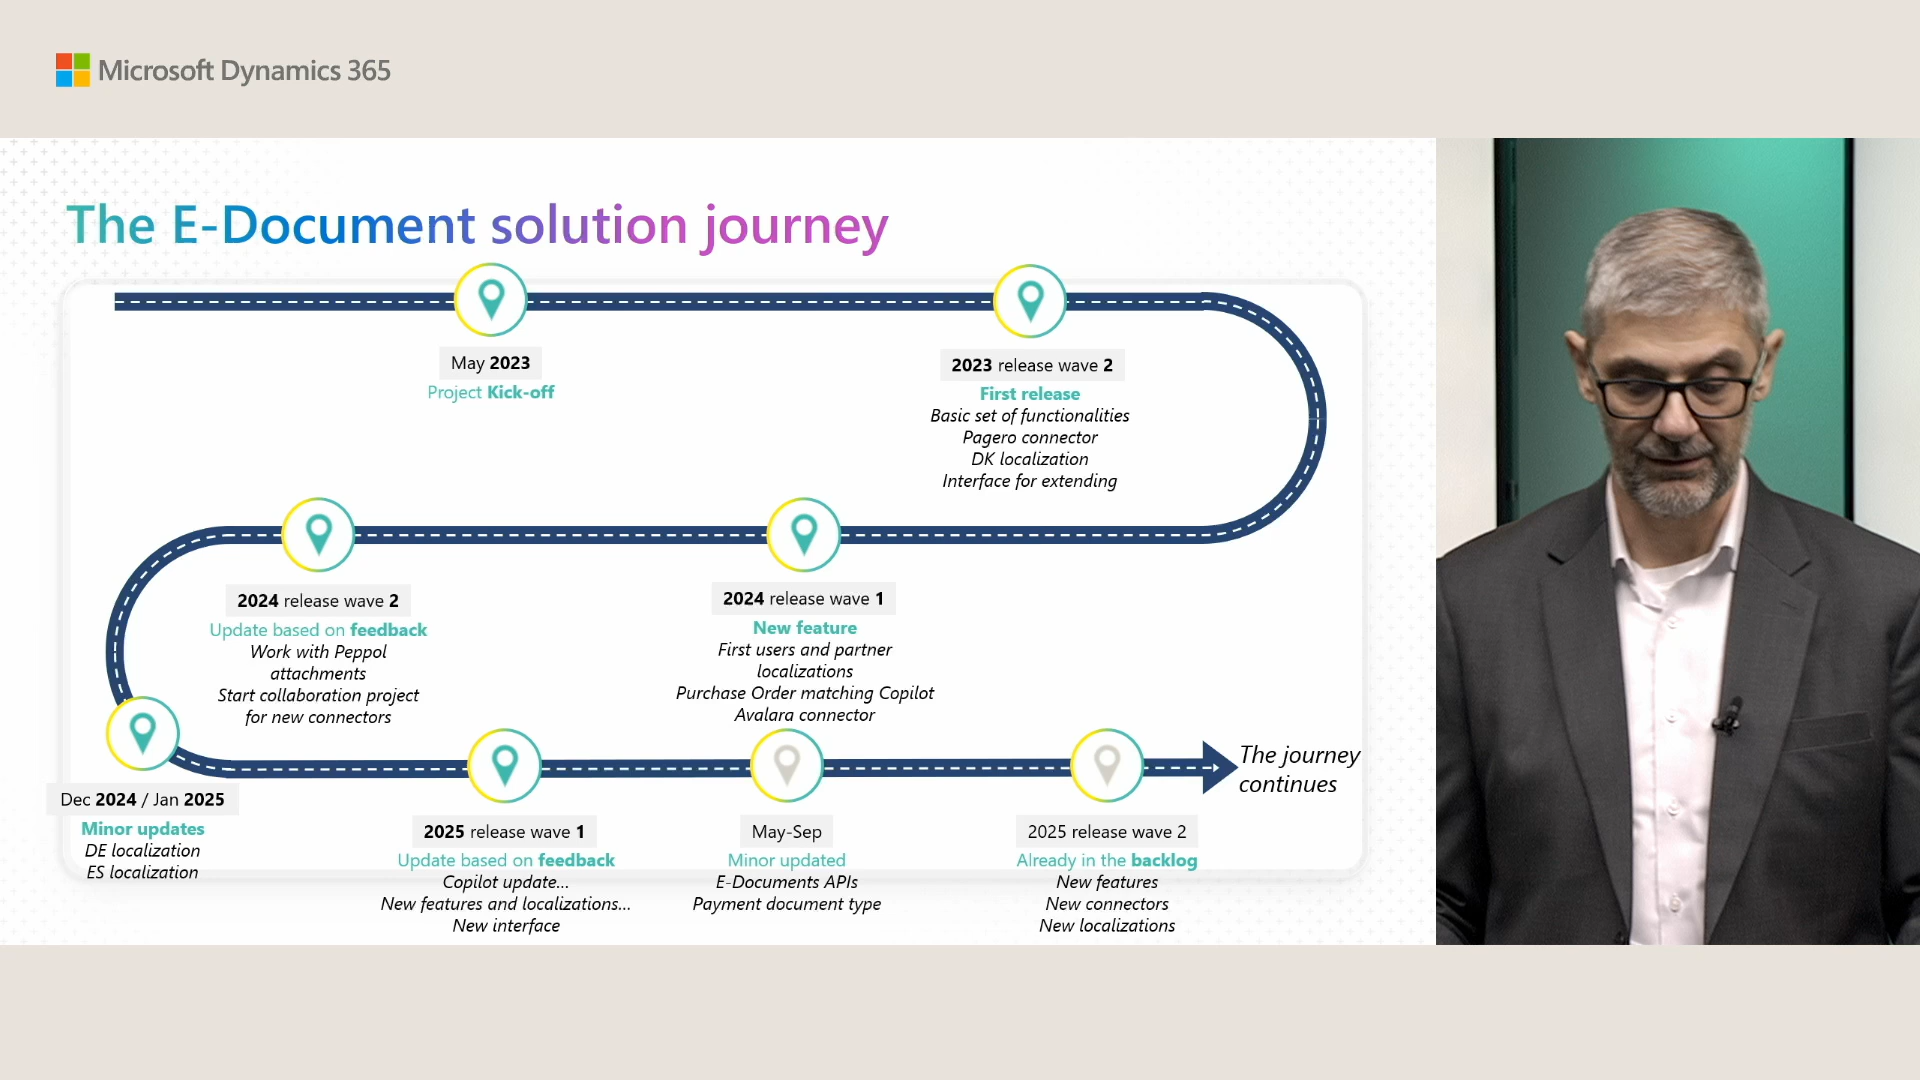 Microsoft Dynamics 365
The E-Document solution journey
May 2023
Project Kick-off
2023 release wave 2
First release
Basic set of functionalities
Pagero connector
DK localization
Interface for extending
2024 release wave 2
Update based on feedback
Work with Peppol
attachments
Start collaboration project
for new connectors
2024 release wave 1
New feature
First users and partner
localizations
Purchase Order matching Copilot
Avalara connector
Dec 2024 / Jan 2025
Minor updates
DE localization
ES localization
2025 release wave 1
Update based on feedback
Copilot update...
New features and localizations...
New interface
May-Sep
Minor updated
E-Documents APIs
Payment document type
2025 release wave 2
Already in the backlog
New features
New connectors
New localizations
The journey
continues